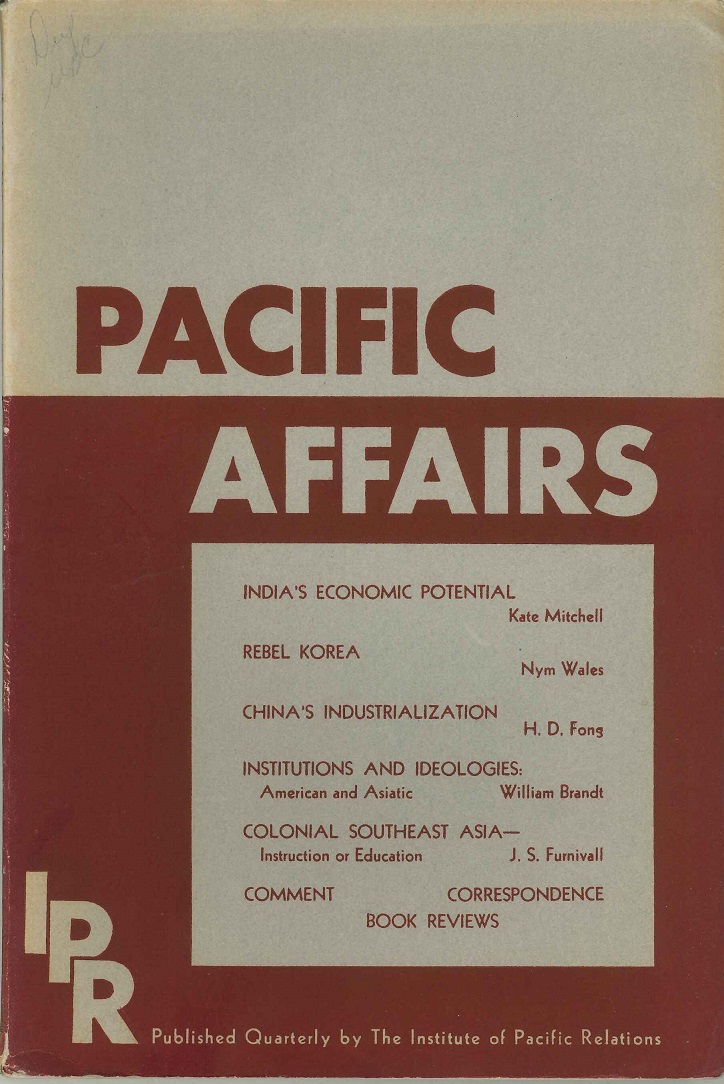 PACIFIC
AFFAIRS
INDIA'S ECONOMIC POTENTIAL
Kate Mitchell
REBEL KOREA
Nym Wales
CHINA'S INDUSTRIALIZATION
H. D. Fong
INSTITUTIONS AND IDEOLOGIES:
American and Asiatic William Brandt
COLONIAL SOUTHEAST ASIA—
Instruction or Education J. S. Furnivall
COMMENT CORRESPONDENCE
BOOK REVIEWS
IPR
Published Quarterly by The Institute of Pacific Relations